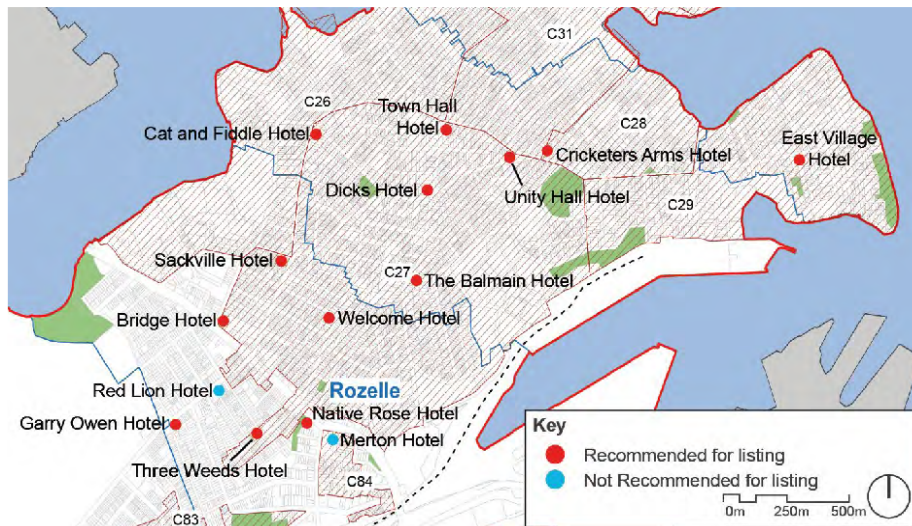 C31
C26
Town Hall
Hotel
Cat and Fiddle Hotel
C28
East Village
Hotel
Cricketers Arms Hotel
Dicks Hotel
Unity Hall Hotel
C29
Sackville Hotel
C27
The Balmain Hotel
Bridge Hotel
Welcome Hotel
Red Lion Hotel
Rozelle
Native Rose Hotel
Garry Owen Hotel
Merton Hotel
Three Weeds Hotel
C84
C83
Key
Recommended for listing
Not Recommended for listing
0m 250m 500m